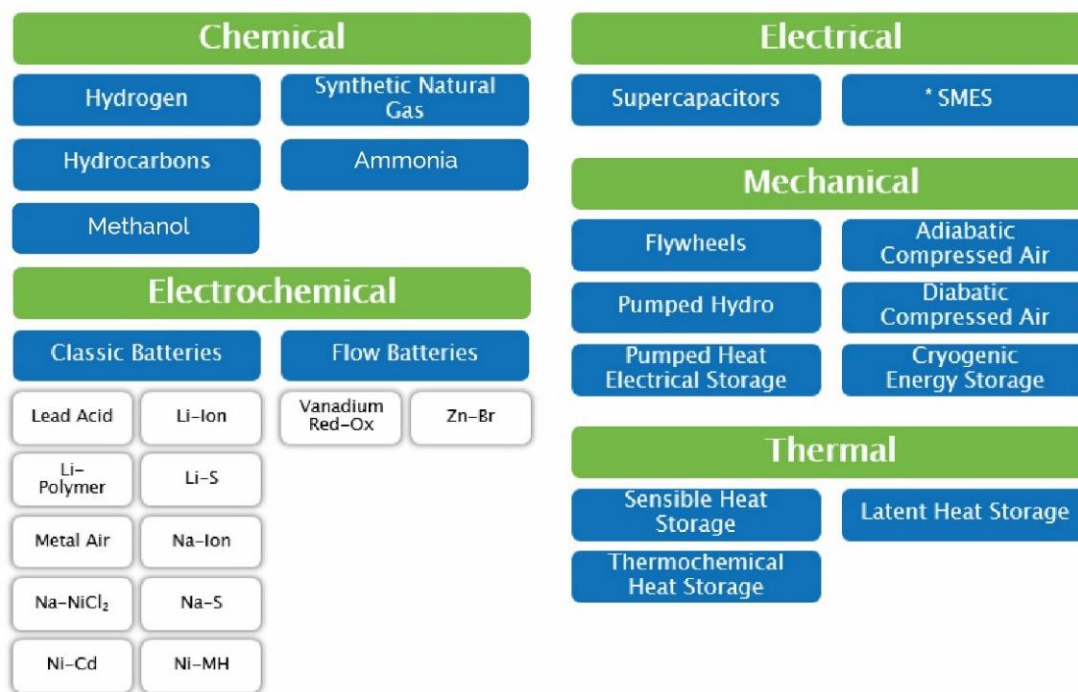 Chemical
Hydrogen
Synthetic Natural
Gas
Hydrocarbons
Ammonia
Methanol
Electrochemical
Classic Batteries
Flow Batteries
Lead Acid
Li-Ion
Vanadium
Red-Ox
Zn-Br
Li-
Polymer
Li-S
Metal Air
Na-Ion
Na-NiCl₂
Na-S
Ni-Cd
Ni-MH
Electrical
Supercapacitors
* SMES
Mechanical
Flywheels
Adiabatic
Compressed Air
Pumped Hydro
Diabatic
Compressed Air
Pumped Heat
Electrical Storage
Cryogenic
Energy Storage
Thermal
Sensible Heat
Storage
Latent Heat Storage
Thermochemical
Heat Storage